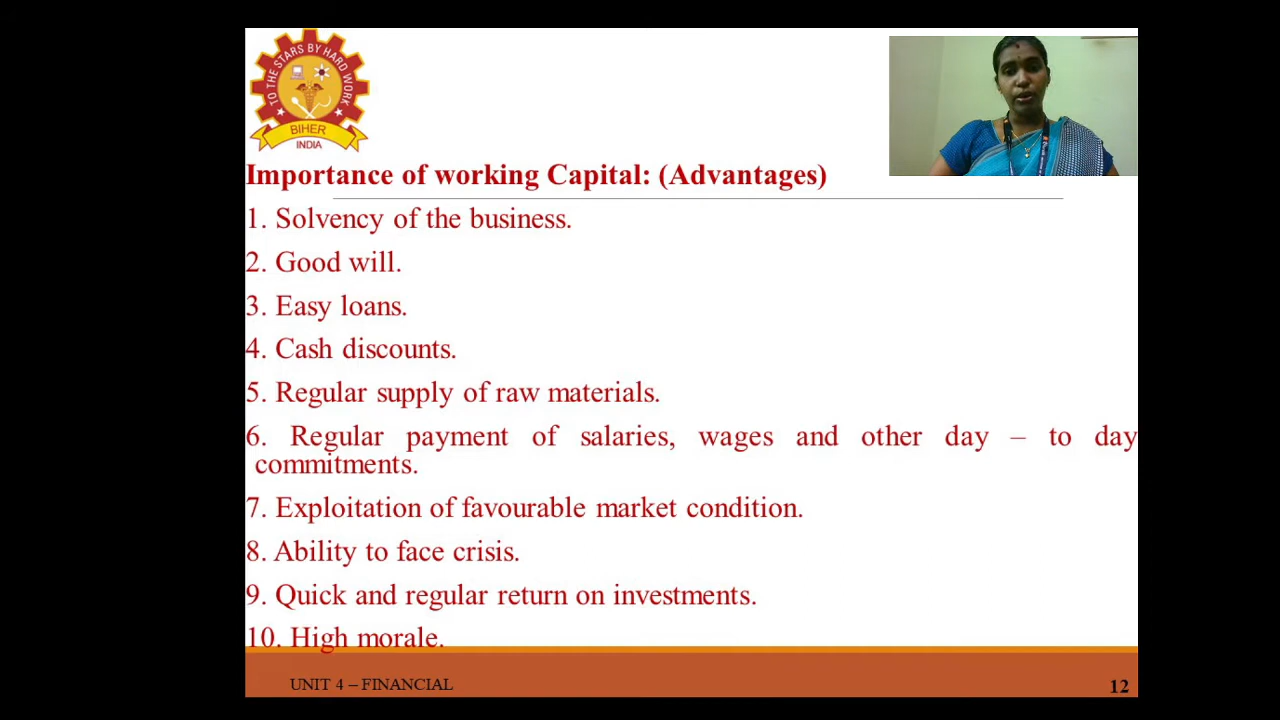 TO THE STARS BY HARD WORK
BIHER
INDIA
Importance of working Capital: (Advantages)
1. Solvency of the business.
2. Good will.
3. Easy loans.
4. Cash discounts.
5. Regular supply of raw materials.
6. Regular payment of salaries, wages and other day – to day
commitments.
7. Exploitation of favourable market condition.
8. Ability to face crisis.
9. Quick and regular return on investments.
10. High morale.
UNIT 4 – FINANCIAL
12